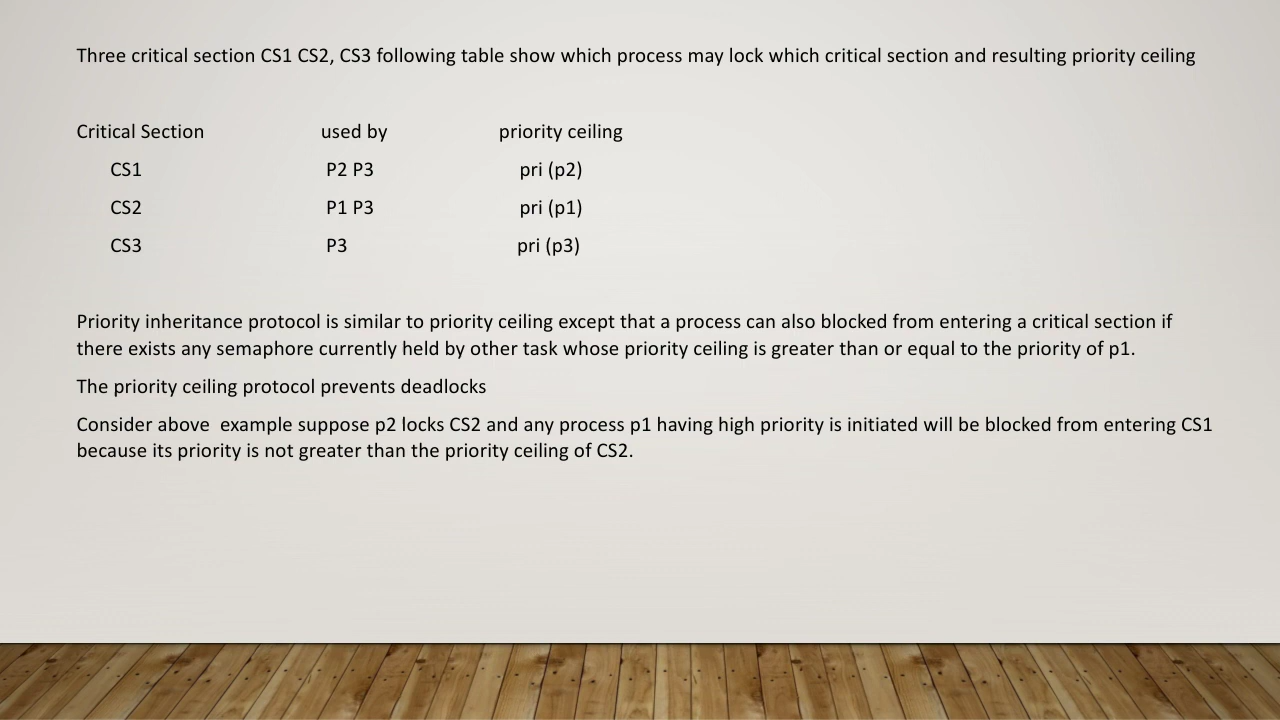 Three critical section CS1 CS2, CS3 following table show which process may lock which critical section and resulting priority ceiling
Critical Section used by priority ceiling
CS1 P2 P3 pri (p2)
CS2 P1 P3 pri (p1)
CS3 P3 pri (p3)
Priority inheritance protocol is similar to priority ceiling except that a process can also blocked from entering a critical section if
there exists any semaphore currently held by other task whose priority ceiling is greater than or equal to the priority of p1.
The priority ceiling protocol prevents deadlocks
Consider above example suppose p2 locks CS2 and any process p1 having high priority is initiated will be blocked from entering CS1
because its priority is not greater than the priority ceiling of CS2.